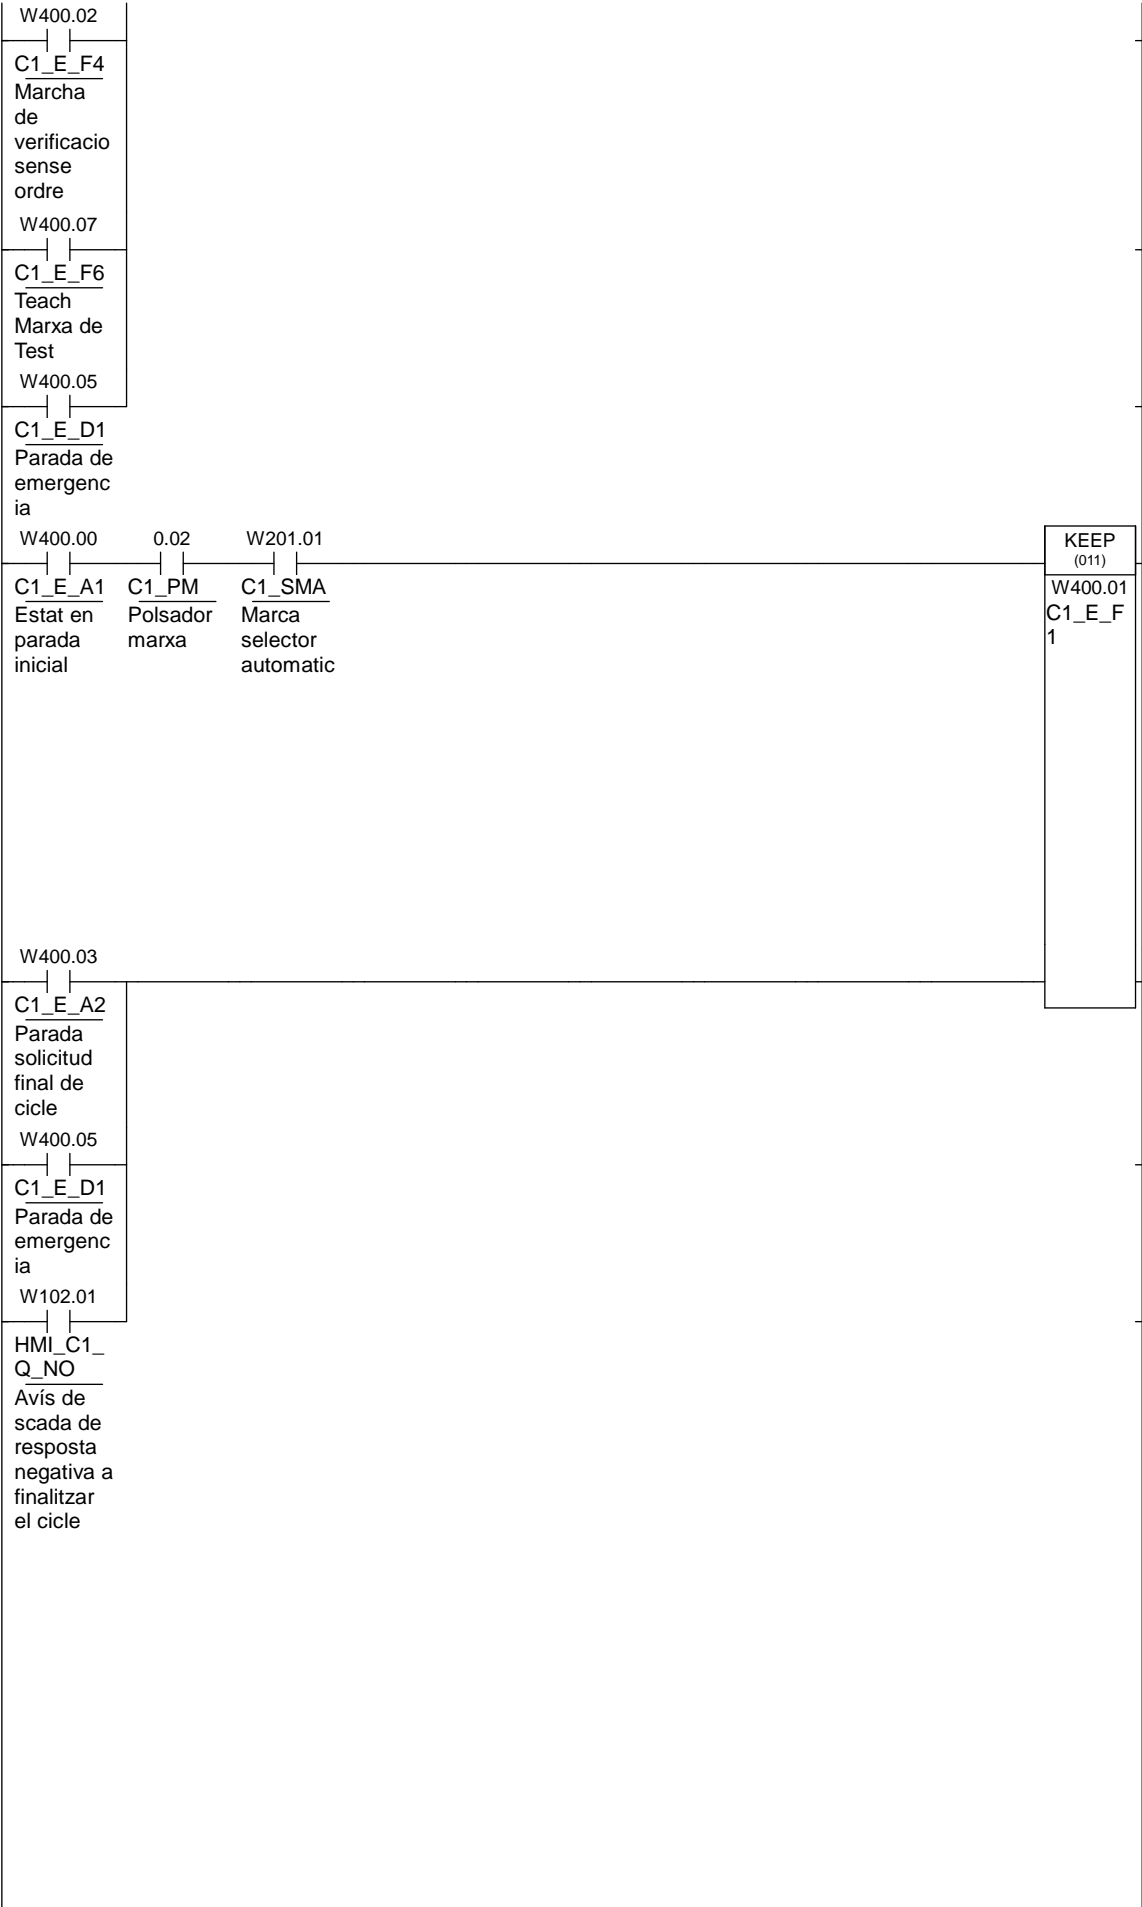 W400.02
C1_E_F4
Marcha
de
verificacio
sense
ordre
W400.07
C1_E_F6
Teach
Marxa de
Test
W400.05
C1_E_D1
Parada de
emergenc
ia
W400.00 0.02 W201.01 KEEP
(011)
C1_E_A1 C1_PM C1_SMA W400.01
Estat en Polsador Marca C1_E_F
parada marxa selector 1
inicial automatic
W400.03
C1_E_A2
Parada
solicitud
final de
cicle
W400.05
C1_E_D1
Parada de
emergenc
ia
W102.01
HMI_C1_
Q_NO
Avís de
scada de
resposta
negativa a
finalitzar
el cicle